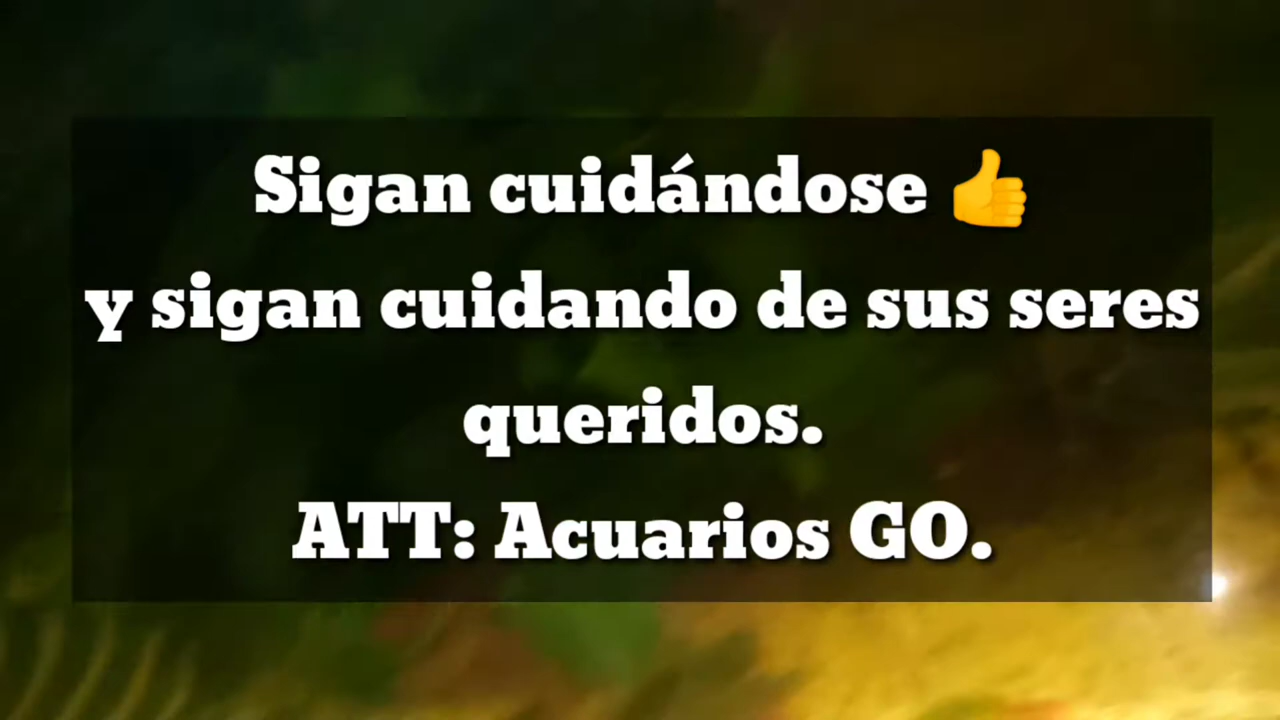 Sigan cuidándose 👍
y sigan cuidando de sus seres
queridos.
ATT: Acuarios GO.